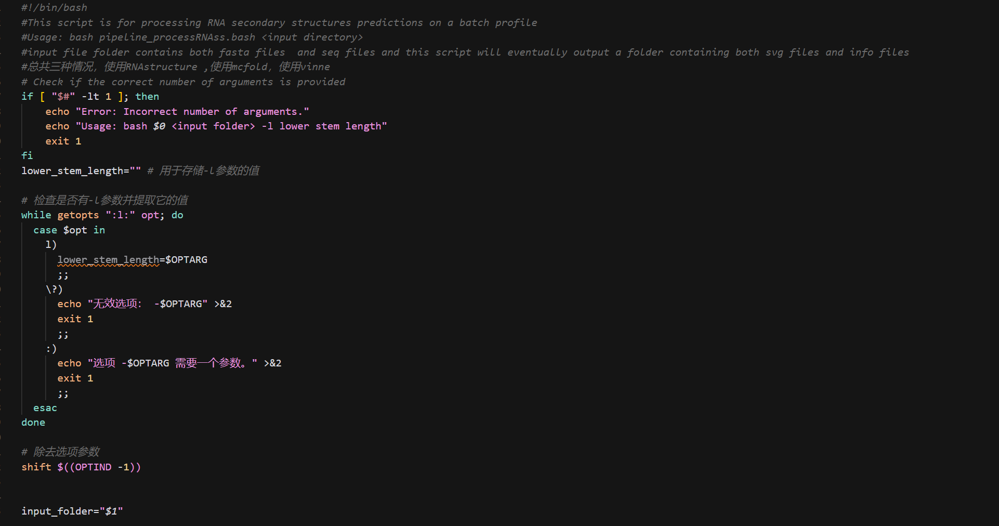 #!/bin/bash
#This script is for processing RNA secondary structures predictions on a batch profile
#Usage: bash pipeline_processRNAss.bash <input directory>
#input file folder contains both fasta files  and seq files and this script will eventually output a folder containing both svg files and info files
#总共三种情况，使用RNAstructure ,使用mcfold，使用vinne
# Check if the correct number of arguments is provided
if [ "$#" -lt 1 ]; then
    echo "Error: Incorrect number of arguments."
    echo "Usage: bash $0 <input folder> -l lower stem length"
    exit 1
fi
lower_stem_length="" # 用于存储-l参数的值
# 检查是否有-l参数并提取它的值
while getopts ":l:" opt; do
  case $opt in
    l)
      lower_stem_length=$OPTARG
      ;;
    \?)
      echo "无效选项： -$OPTARG" >&2
      exit 1
      ;;
    :)
      echo "选项 -$OPTARG 需要一个参数。" >&2
      exit 1
      ;;
  esac
done
# 除去选项参数
shift $((OPTIND -1))
input_folder="$1"